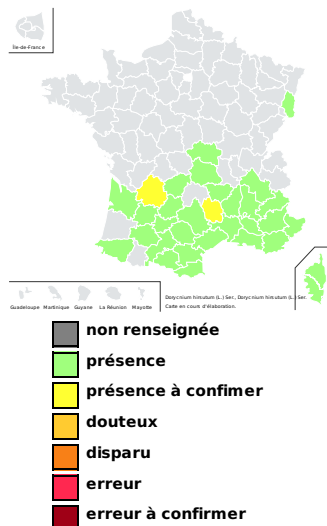 Île-de-France
Guadeloupe Martinique Guyane La Réunion Mayotte
Dorycnium hirsutum (L.) Ser., Dorycnium hirsutum (L.) Ser.
Carte en cours d'élaboration.
non renseignée
présence
présence à confimer
douteux
disparu
erreur
erreur à confirmer